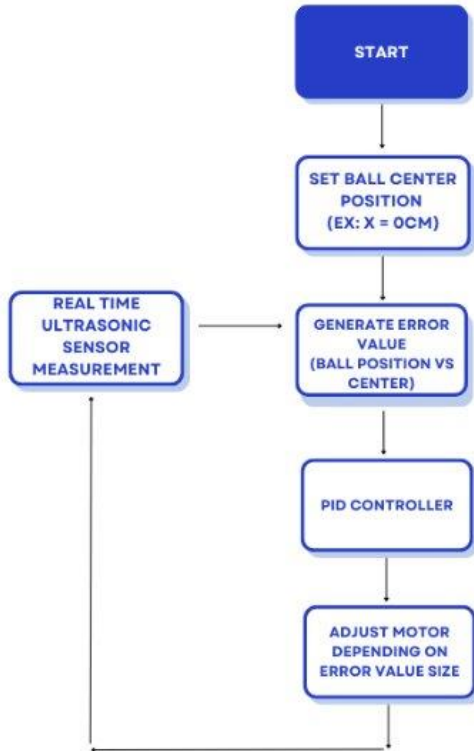 START
SET BALL CENTER
POSITION
(EX: X = 0CM)
REAL TIME
ULTRASONIC
SENSOR
MEASUREMENT
GENERATE ERROR
VALUE
(BALL POSITION VS
CENTER)
PID CONTROLLER
ADJUST MOTOR
DEPENDING ON
ERROR VALUE SIZE